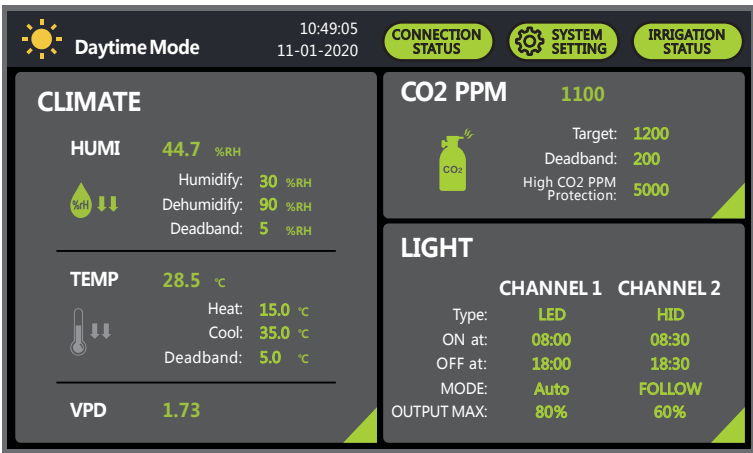 Daytime Mode
10:49:05
11-01-2020
CONNECTION
STATUS
SYSTEM
SETTING
IRRIGATION
STATUS
CLIMATE
HUMI 44.7 %RH
%rH
Humidify: 30 %RH
Dehumidify: 90 %RH
Deadband: 5 %RH
TEMP 28.5 °C
Heat: 15.0 °C
Cool: 35.0 °C
Deadband: 5.0 °C
VPD 1.73
CO2 PPM 1100
CO2
Target: 1200
Deadband: 200
High CO2 PPM
Protection: 5000
LIGHT
CHANNEL 1 CHANNEL 2
Type: LED HID
ON at: 08:00 08:30
OFF at: 18:00 18:30
MODE: Auto FOLLOW
OUTPUT MAX: 80% 60%